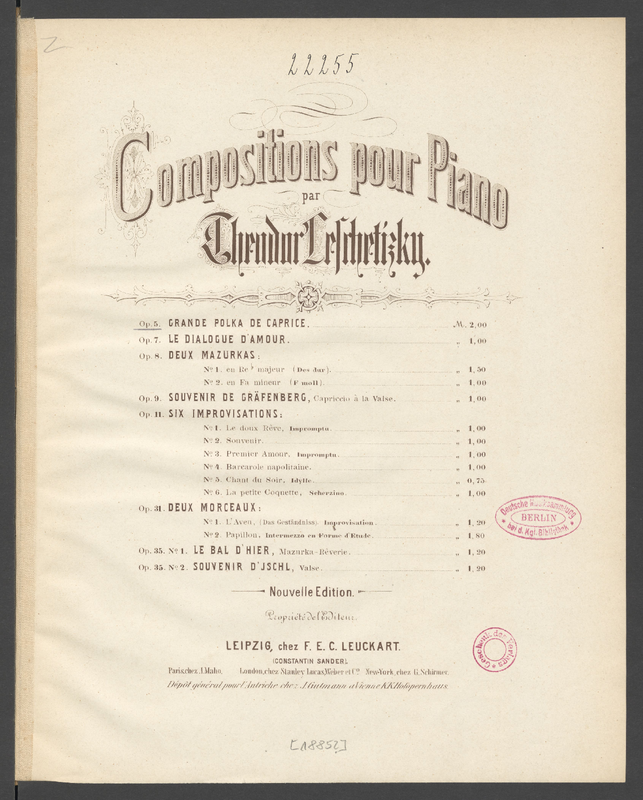 22255
Compositions pour Piano
par
Theodor Leschetizky.
Op. 5. GRANDE POLKA DE CAPRICE. M. 2,00
Op. 7. LE DIALOGUE D'AMOUR. „ 1,00
Op. 8. DEUX MAZURKAS:
No 1. en Re♭ majeur (Des dur). „ 1,50
No 2. en Fa mineur (F moll). „ 1,00
Op. 9. SOUVENIR DE GRÄFENBERG, Capriccio à la Valse. „ 1,00
Op. 11. SIX IMPROVISATIONS:
No 1. Le doux Rêve, Impromptu. „ 1,00
No 2. Souvenir. „ 1,00
No 3. Premier Amour, Impromptu. „ 1,00
No 4. Barcarole napolitaine. „ 1,00
No 5. Chant du Soir, Idylle. „ 0,75
No 6. La petite Coquette, Scherzino. „ 1,00
Op. 31. DEUX MORCEAUX:
No 1. L'Aveu, (Das Geständniss) Improvisation. „ 1,20
No 2. Papillon, Intermezzo en Forme d'Etude. „ 1,80
Op. 35. No 1. LE BAL D'HIER, Mazurka-Rêverie. „ 1,20
Op. 35. No 2. SOUVENIR D'JSCHL, Valse. „ 1,20
Deutsche Musiksammlung
BERLIN
bei d. Kgl. Bibliothek
Nouvelle Edition.
Propriété de l'Editeur.
LEIPZIG, chez F. E. C. LEUCKART.
(CONSTANTIN SANDER).
Geschenk des Verlags
Paris, chez J. Maho. London, chez Stanley Lucas, Weber et Co. New-York, chez G. Schirmer.
Dépôt général pour l'Autriche chez J. Gutmann a Vienne K.K. Hofopernhaus
[1885?]